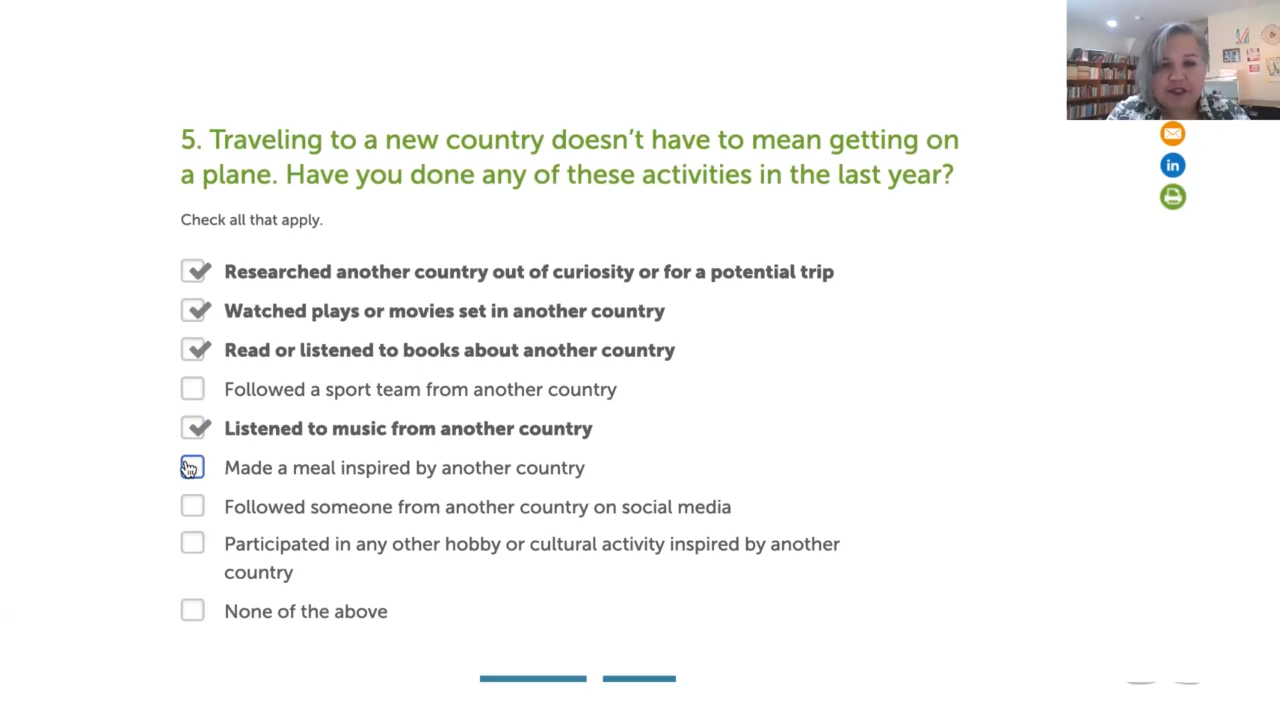 5. Traveling to a new country doesn't have to mean getting on
a plane. Have you done any of these activities in the last year?
Check all that apply.
Researched another country out of curiosity or for a potential trip
Watched plays or movies set in another country
Read or listened to books about another country
Followed a sport team from another country
Listened to music from another country
Made a meal inspired by another country
Followed someone from another country on social media
Participated in any other hobby or cultural activity inspired by another
country
None of the above
in